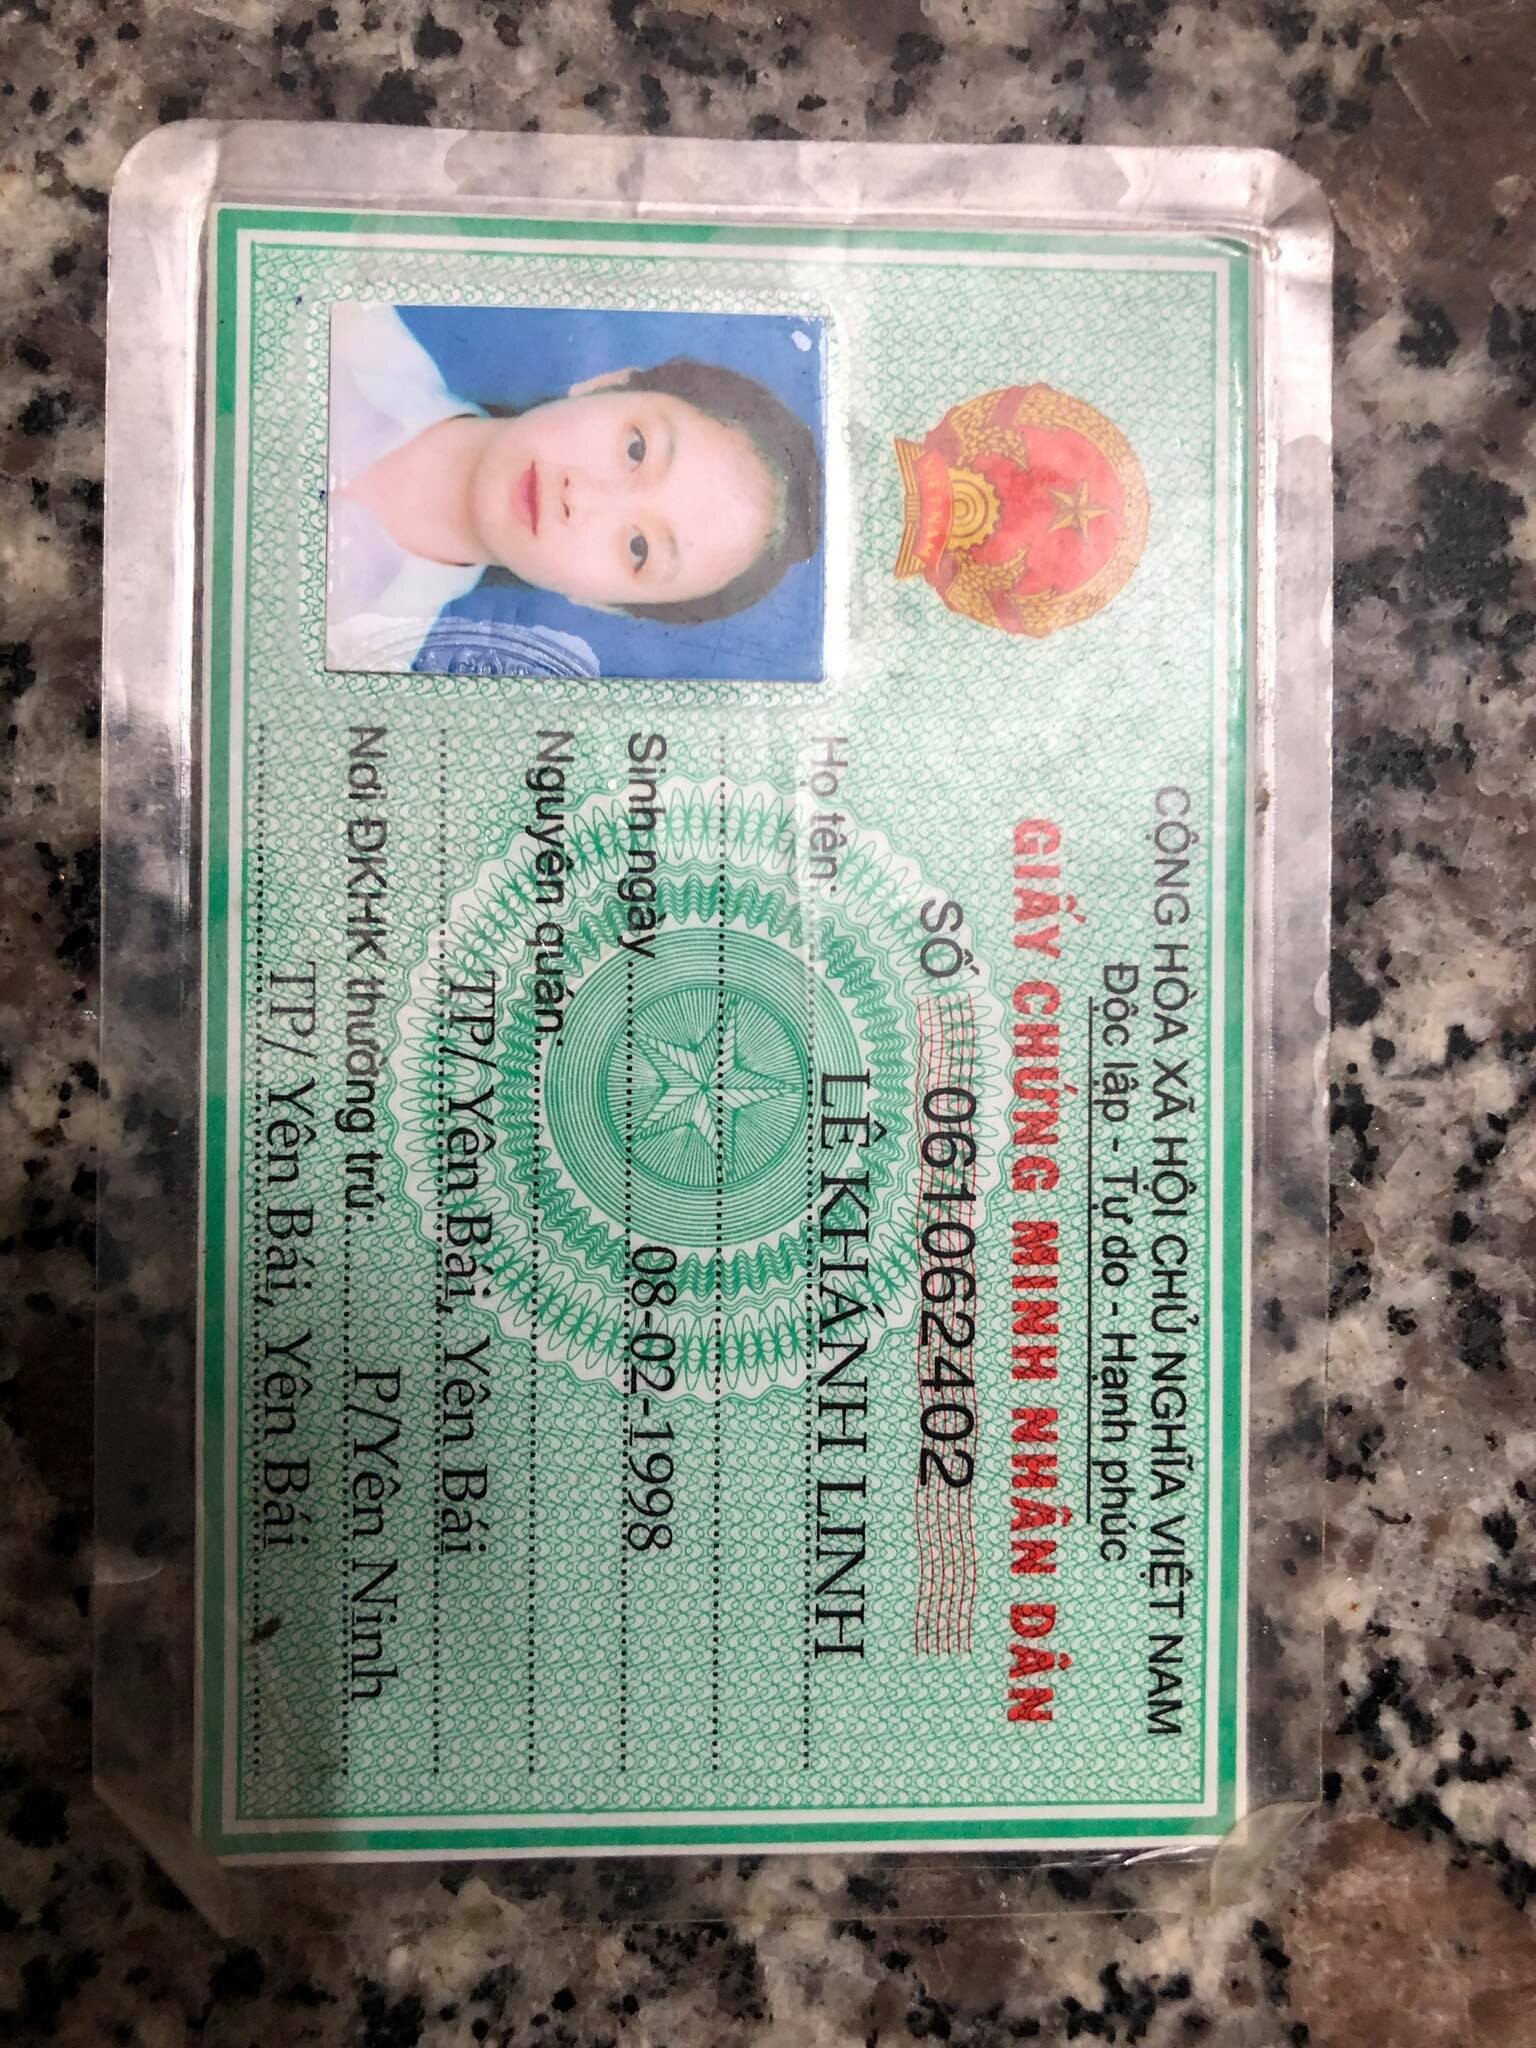 CỘNG HÒA XÃ HỘI CHỦ NGHĨA VIỆT NAM
Độc lập - Tự do - Hạnh phúc
GIẤY CHỨNG MINH NHÂN DÂN
SỐ 061062402
VIỆT NAM
Họ tên: LÊ KHÁNH LINH
Sinh ngày 08-02-1998
Nguyên quán TP/Yên Bái, Yên Bái
Nơi ĐKHK thường trú: P/Yên Ninh
TP/Yên Bái, Yên Bái